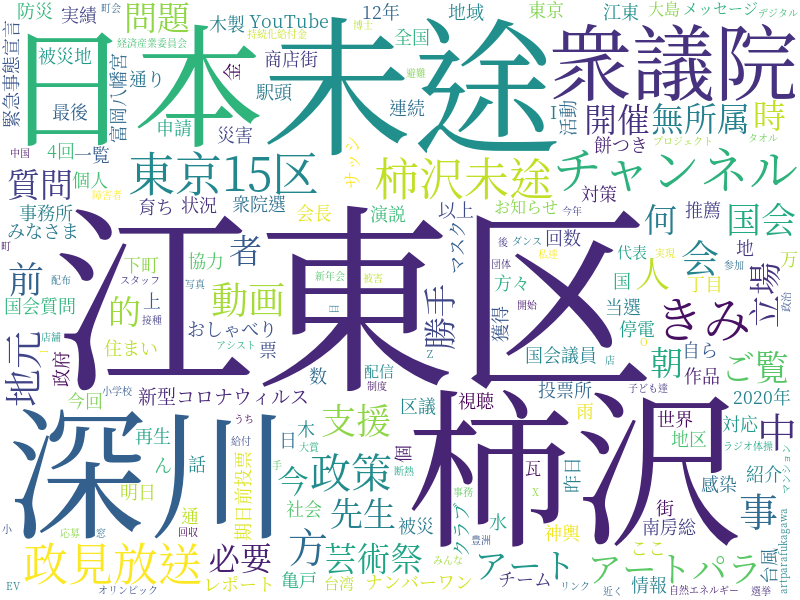 防災 実績 町会 問題 木製 YouTube 12年 地域 東京 江東 大島 メッセージ デジタル
経済産業委員会 持続化給付金 博士 全国
緊急事態宣言 被災地 富岡八幡宮 通り 金 商店街
日本 未途 衆議院
最後 申請 災害 駅頭 避難 連続 I 活動 開催 無所属 時
中国 4回 一覧 サッシ 餅つき プロジェクト タオル
質問 個人 障害者 東京15区 柿沢未途 チャンネル
事務所 育ち 状況 衆院選 会長 演説 以上 お知らせ 今年 対策
みなさま 者 マスク 後 ダンス 回数 何 推薦 国会
町 前 下町 協力 団体 私達 代表 会 地 万
国会質問 スタッフ 的 上 新年会 被害 方々 国 人 実現 参加 丁目 立場
配布 写真 動画 勝手 獲得 当選 きみ
江東区
地元 政府 店舗 接種 おしゃべり 目 Z 開始 停電 o 政治
住まい 票 アシスト 配信 国会議員 店 朝 自ら ご覧
今回 小学校 新型コロナウィルス 数 制度 視聴 投票所 子ども達 作品 2020年
深川 柿沢
再生 うち 支援 区議 雨 世界 対応 中
ん 話 給付 日 木 個 瓦 地区 ラジオ体操
明日 大賞 今 政策 断熱 昨日 感染 紹介 マンション
小 通 期日前投票 手 社会 先生 被災 事務 クラブ 水 X 神輿 街 南房総 事
応募 窓 回収 必要 方 芸術祭 みんな 豊洲 アート ここ アートパラ 台風 artparafukagawa
政見放送
EV オリンピック レポート 亀戸 台湾 ナンバーワン チーム リンク 近く 情報 自然エネルギー 選挙